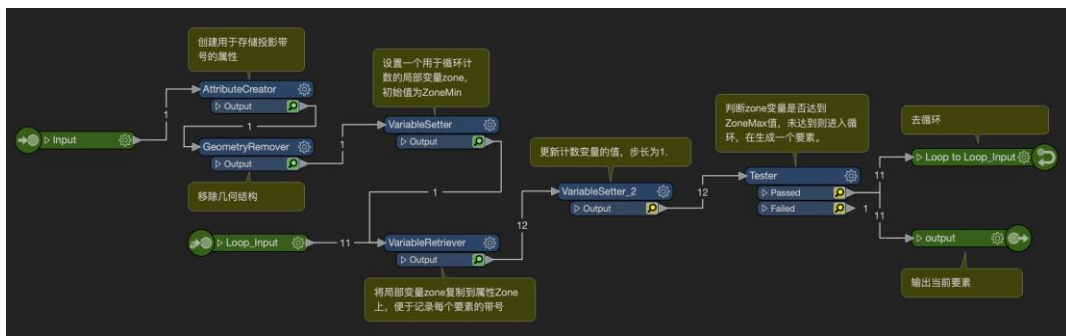 创建用于存储投影带
号的属性
AttributeCreator
Output
1
Input
1
GeometryRemover
Output
移除几何结构
设置一个用于循环计
数的局部变量zone，
初始值为ZoneMin
VariableSetter
Output
1
1
Loop_Input
11
VariableRetriever
Output
将局部变量zone复制到属性Zone
上，便于记录每个要素的带号
12
更新计数变量的值，步长为1.
VariableSetter_2
Output
12
判断zone变量是否达到
ZoneMax值，未达到则进入循
环，在生成一个要素。
Tester
Passed
Failed
1
11
11
去循环
Loop to Loop_Input
output
输出当前要素